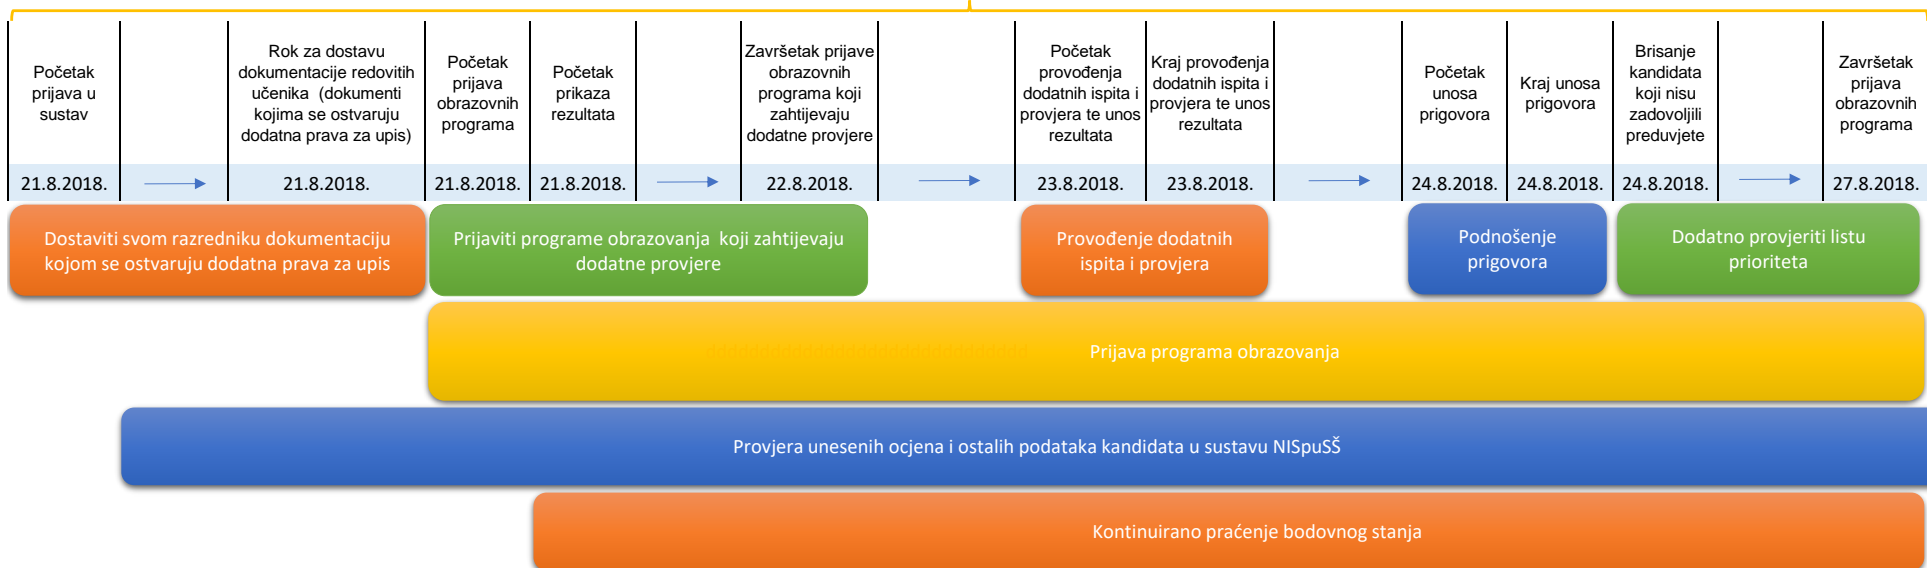 Početak
prijava u
sustav
Rok za dostavu
dokumentacije redovitih
učenika (dokumenti
kojima se ostvaruju
dodatna prava za upis)
Početak
prijava
obrazovnih
programa
Početak
prikaza
rezultata
Završetak prijave
obrazovnih
programa koji
zahtijevaju
dodatne provjere
Početak
provođenja
dodatnih ispita i
provjera te unos
rezultata
Kraj provođenja
dodatnih ispita i
provjera te unos
rezultata
Početak
unosa
prigovora
Kraj unosa
prigovora
Brisanje
kandidata
koji nisu
zadovoljili
preduvjete
Završetak
prijava
obrazovnih
programa
21.8.2018.
21.8.2018.
21.8.2018.
21.8.2018.
22.8.2018.
23.8.2018.
23.8.2018.
24.8.2018.
24.8.2018.
24.8.2018.
27.8.2018.
Dostaviti svom razredniku dokumentaciju
kojom se ostvaruju dodatna prava za upis
Prijaviti programe obrazovanja koji zahtijevaju
dodatne provjere
Provođenje dodatnih
ispita i provjera
Podnošenje
prigovora
Dodatno provjeriti listu
prioriteta
Prijava programa obrazovanja
Provjera unesenih ocjena i ostalih podataka kandidata u sustavu NISpuSŠ
Kontinuirano praćenje bodovnog stanja